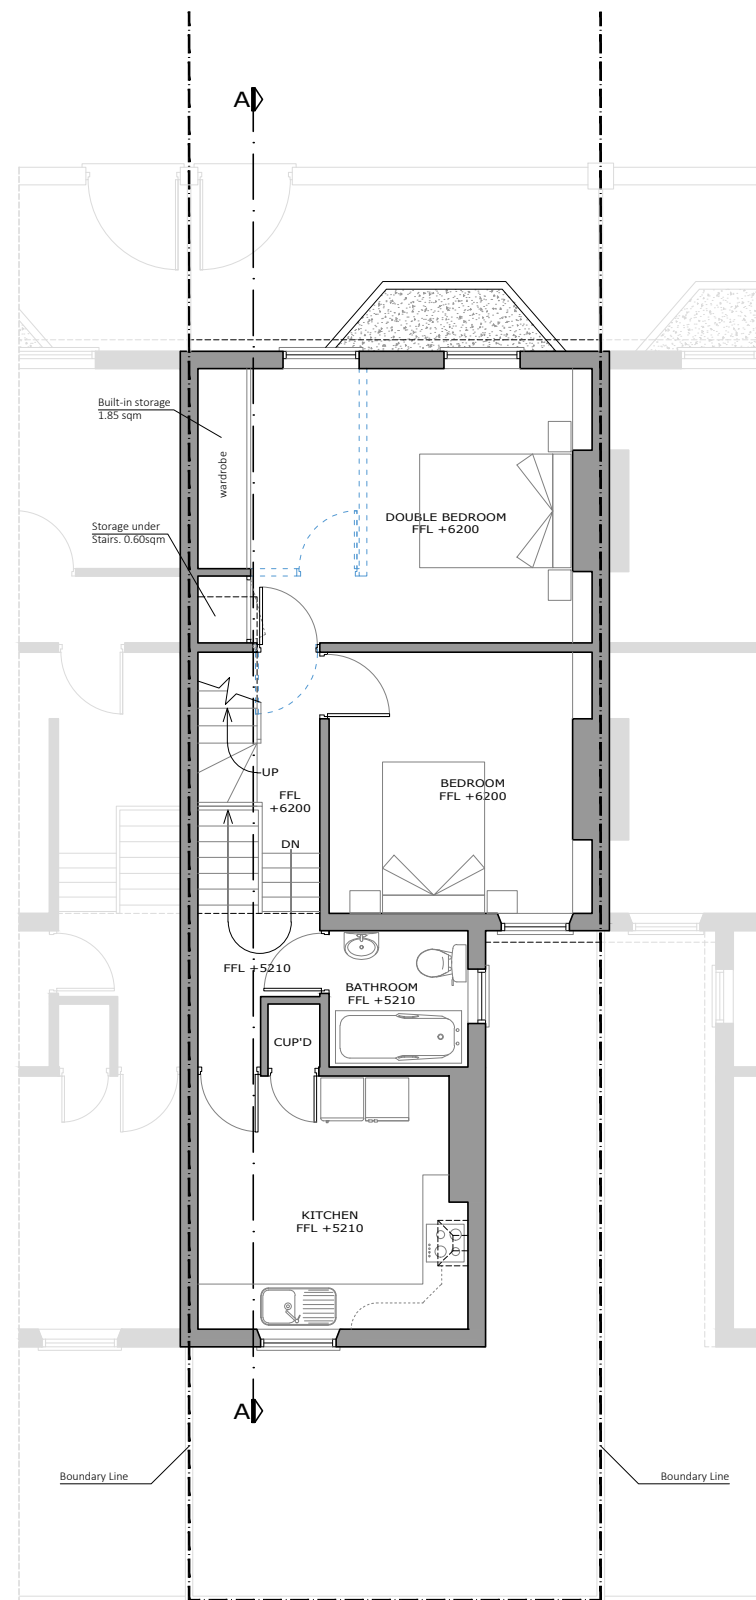 A
Built-in storage
1.85 sqm
wardrobe
Storage under
Stairs. 0.60sqm
DOUBLE BEDROOM
FFL +6200
UP
FFL
+6200
BEDROOM
FFL +6200
DN
FFL +5210
BATHROOM
FFL +5210
CUP'D
KITCHEN
FFL +5210
A
Boundary Line
Boundary Line